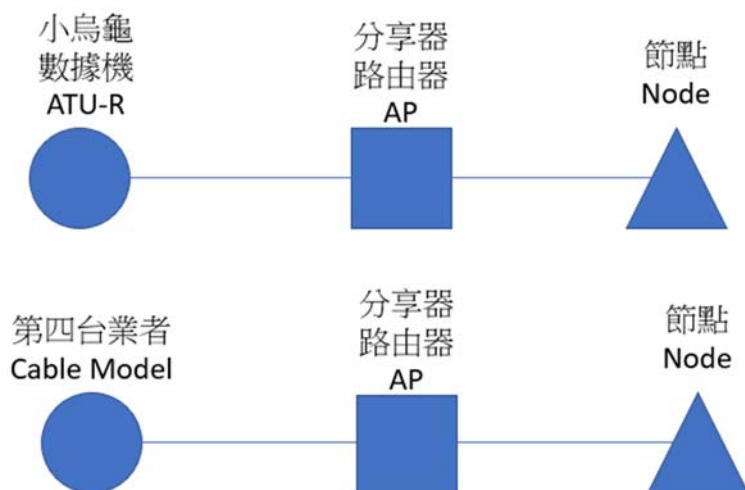 小烏龜
數據機
ATU-R
分享器
路由器
AP
節點
Node
第四台業者
Cable Model
分享器
路由器
AP
節點
Node